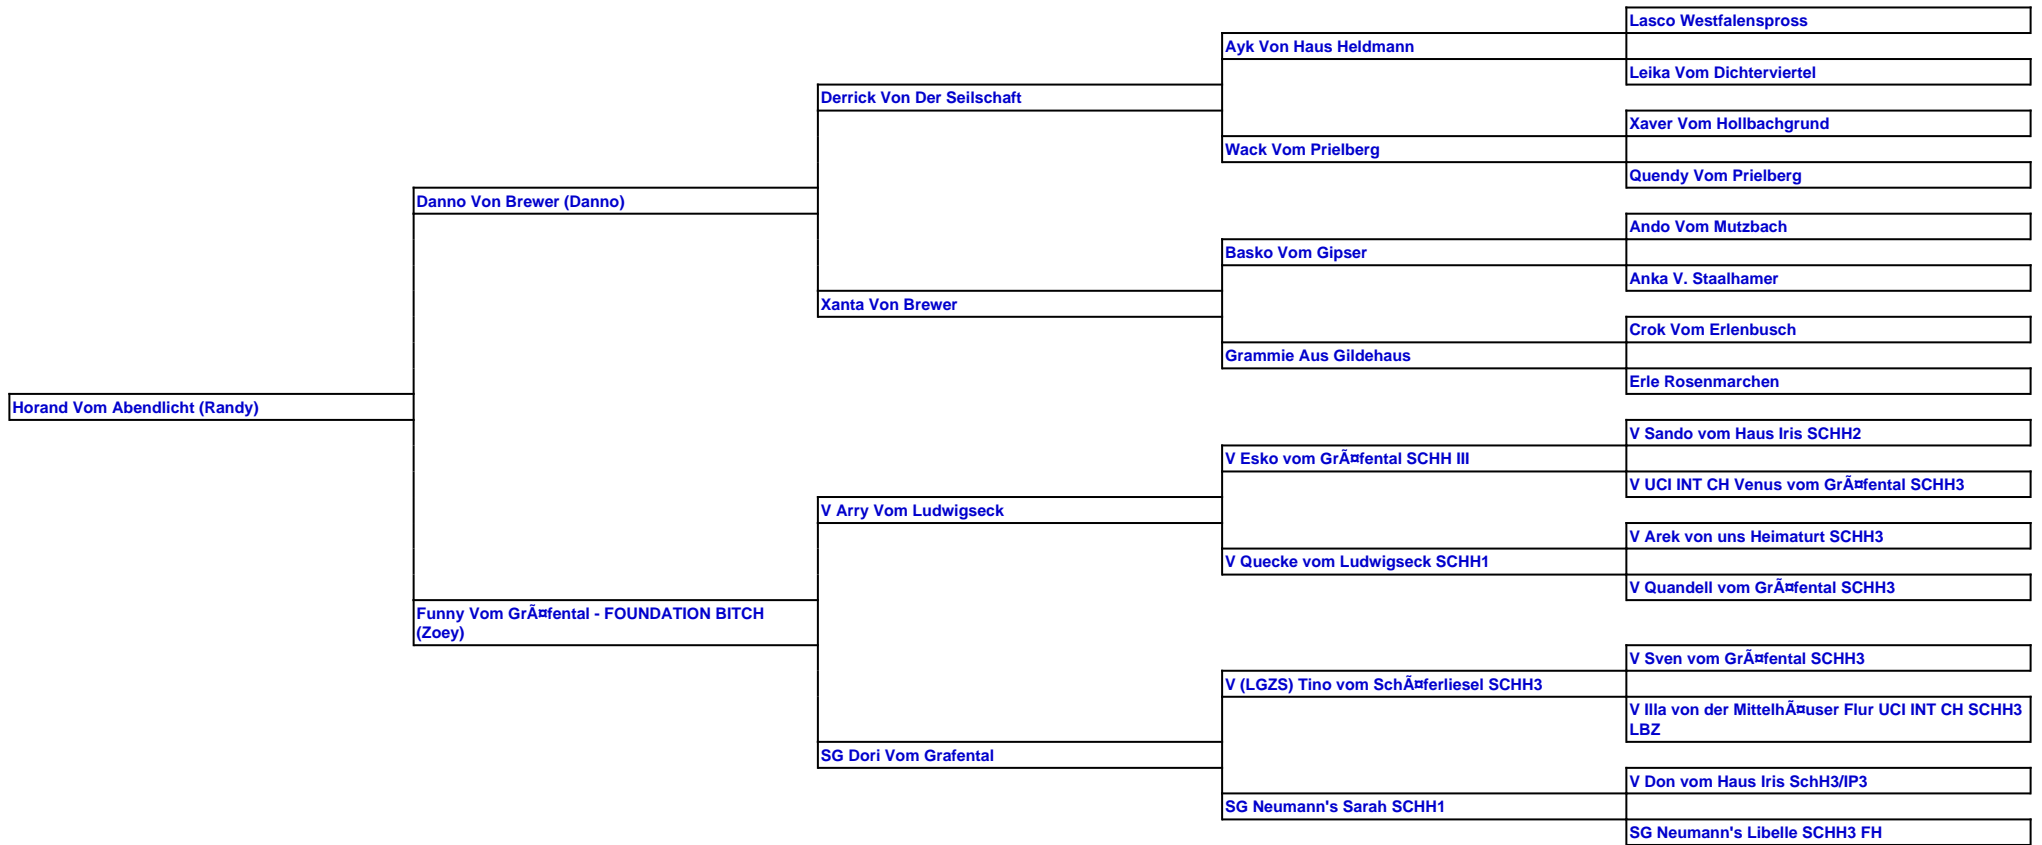 Lasco Westfalenspross
Ayk Von Haus Heldmann
Leika Vom Dichterviertel
Derrick Von Der Seilschaft
Xaver Vom Hollbachgrund
Wack Vom Prielberg
Quendy Vom Prielberg
Danno Von Brewer (Danno)
Ando Vom Mutzbach
Basko Vom Gipser
Anka V. Staalhamer
Xanta Von Brewer
Crok Vom Erlenbusch
Grammie Aus Gildehaus
Erle Rosenmarchen
Horand Vom Abendlicht (Randy)
V Sando vom Haus Iris SCHH2
V Esko vom GrÃ¤fental SCHH III
V UCI INT CH Venus vom GrÃ¤fental SCHH3
V Arry Vom Ludwigseck
V Arek von uns Heimaturt SCHH3
V Quecke vom Ludwigseck SCHH1
V Quandell vom GrÃ¤fental SCHH3
Funny Vom GrÃ¤fental - FOUNDATION BITCH
(Zoey)
V Sven vom GrÃ¤fental SCHH3
V (LGZS) Tino vom SchÃ¤ferliesel SCHH3
V Illa von der MittelhÃ¤user Flur UCI INT CH SCHH3
LBZ
SG Dori Vom Grafental
V Don vom Haus Iris SchH3/IP3
SG Neumann's Sarah SCHH1
SG Neumann's Libelle SCHH3 FH